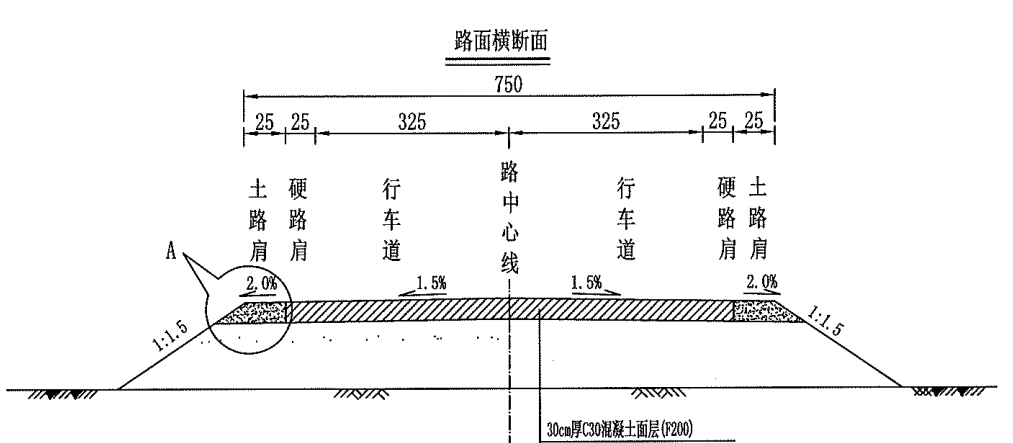 路面横断面
750
25 25 325 325 25 25
土路肩 硬路肩 行车道 路中心线 行车道 硬路肩 土路肩
A
2.0% 1.5% 1.5% 2.0%
1:1.5 1:1.5
30cm厚C30混凝土面层(F200)